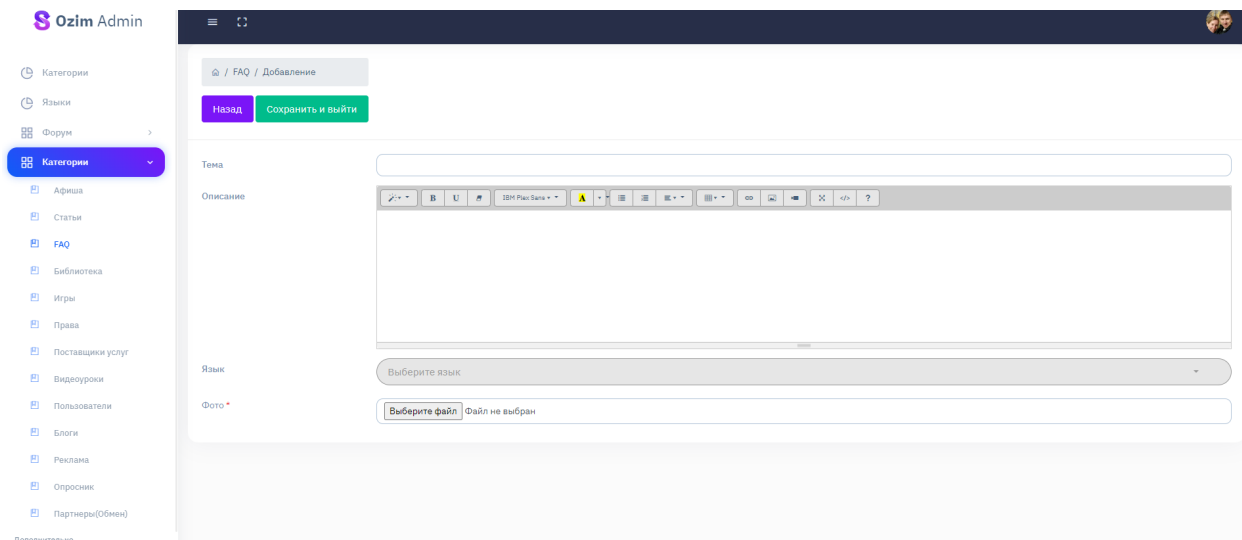 Ozim Admin
Категории
Языки
Форум
Категории
Афиша
Статьи
FAQ
Библиотека
Игры
Права
Поставщики услуг
Видеоуроки
Пользователи
Блоги
Реклама
Опросник
Партнеры(Обмен)
Дополнительно
/ FAQ / Добавление
Назад
Сохранить и выйти
Тема
Описание
B U IBM Plex Sans A </> ?
Язык
Выберите язык
Фото *
Выберите файл Файл не выбран